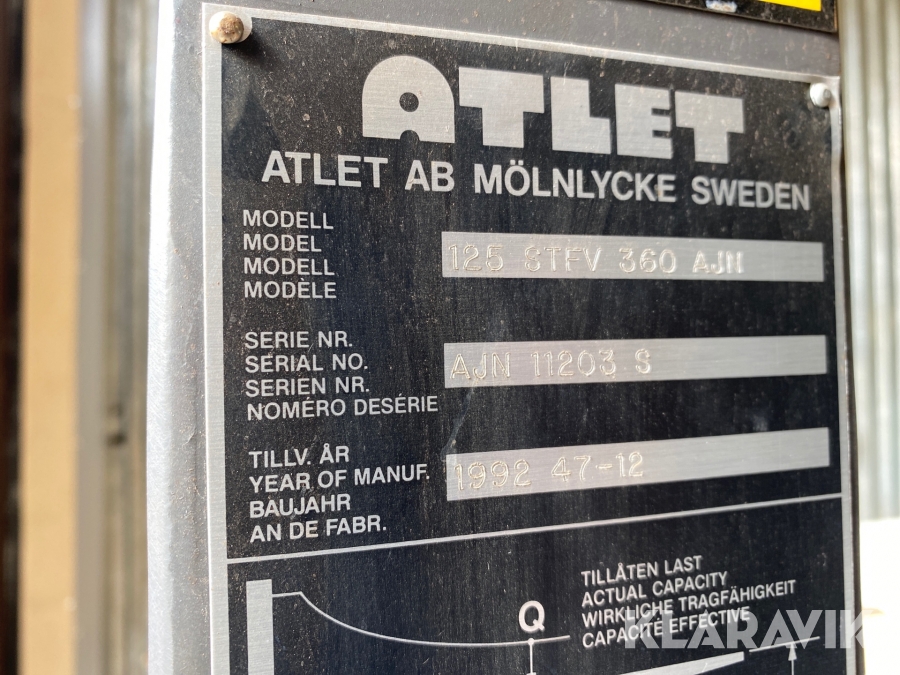 ATLET
ATLET AB MÖLNLYCKE SWEDEN
MODELL
MODEL
MODELL
MODÈLE
125 STFV 360 AJN
SERIE NR.
SERIAL NO.
SERIEN NR.
NOMÉRO DESÉRIE
AJN 11203 S
TILLV. ÅR
YEAR OF MANUF.
BAUJAHR
AN DE FABR.
1992 47-12
TILLÅTEN LAST
ACTUAL CAPACITY
WIRKLICHE TRAGFÄHIGKEIT
CAPACITÉ EFFECTIVE
Q
KLARAVIK